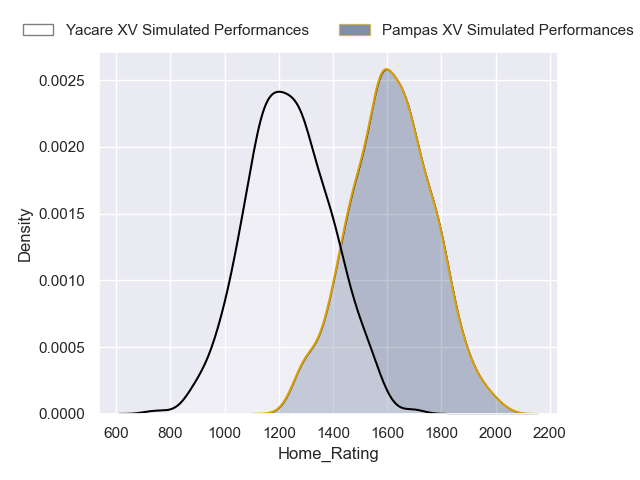 Yacare XV Simulated Performances
Pampas XV Simulated Performances
0.0025
0.0020
0.0015
0.0010
0.0005
0.0000
Density
600 800 1000 1200 1400 1600 1800 2000 2200
Home_Rating